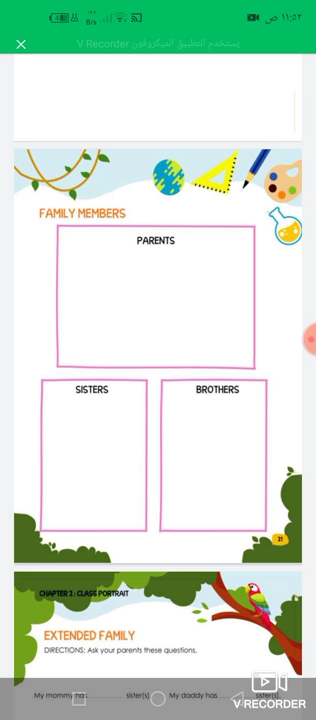 ١١:٥٢ ص
B/s
يستخدم التطبيق الميكروفون V Recorder
FAMILY MEMBERS
PARENTS
SISTERS
BROTHERS
21
CHAPTER 2 : CLASS PORTRAIT
EXTENDED FAMILY
DIRECTIONS: Ask your parents these questions.
My mommy has sister(s) My daddy has sister(s)
V·RECORDER